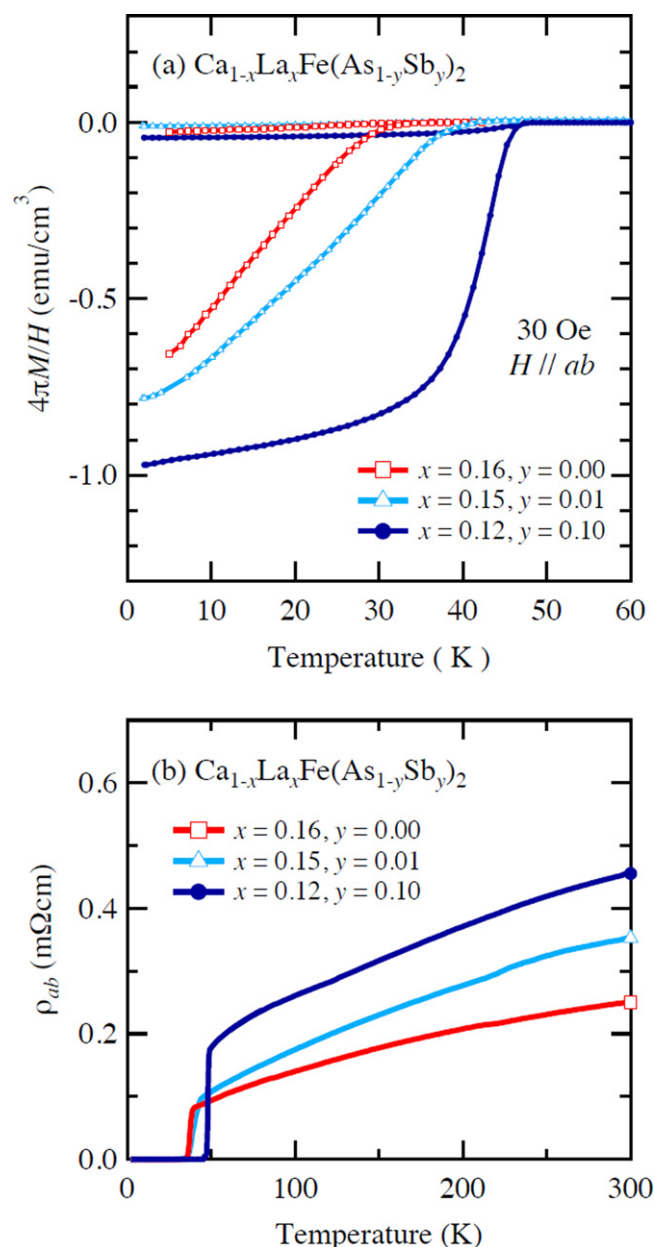 (a) Ca1-xLaxFe(As1-ySby)2
0.0
-0.5
-1.0
4πM/H (emu/cm3)
30 Oe
H // ab
x = 0.16, y = 0.00
x = 0.15, y = 0.01
x = 0.12, y = 0.10
0 10 20 30 40 50 60
Temperature ( K )
(b) Ca1-xLaxFe(As1-ySby)2
x = 0.16, y = 0.00
x = 0.15, y = 0.01
x = 0.12, y = 0.10
0.6
0.4
0.2
0.0
ρab (mΩcm)
0 100 200 300
Temperature (K)